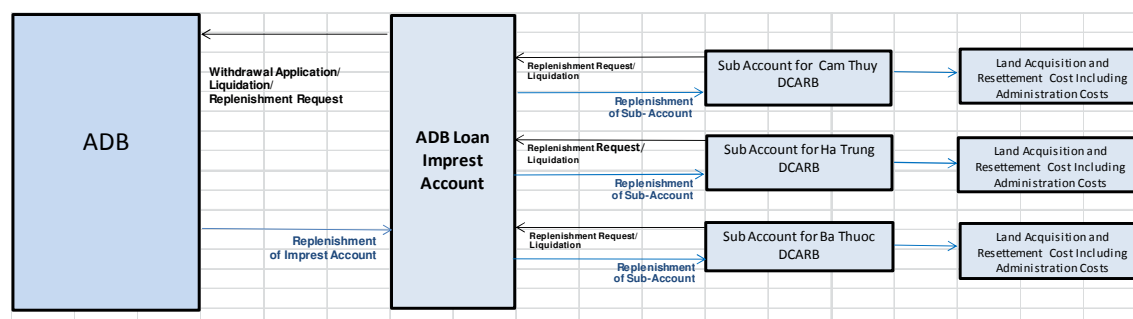 ADB
Withdrawal Application/
Liquidation/
Replenishment Request
Replenishment
of Imprest Account
ADB Loan
Imprest
Account
Replenishment Request/
Liquidation
Replenishment
of Sub- Account
Sub Account for Cam Thuy
DCARB
Land Acquisition and
Resettement Cost Including
Administration Costs
Replenishment Request/
Liquidation
Replenishment
of Sub-Account
Sub Account for Ha Trung
DCARB
Land Acquisition and
Resettement Cost Including
Administration Costs
Replenishment Request/
Liquidation
Replenishment
of Sub-Account
Sub Account for Ba Thuoc
DCARB
Land Acquisition and
Resettement Cost Including
Administration Costs